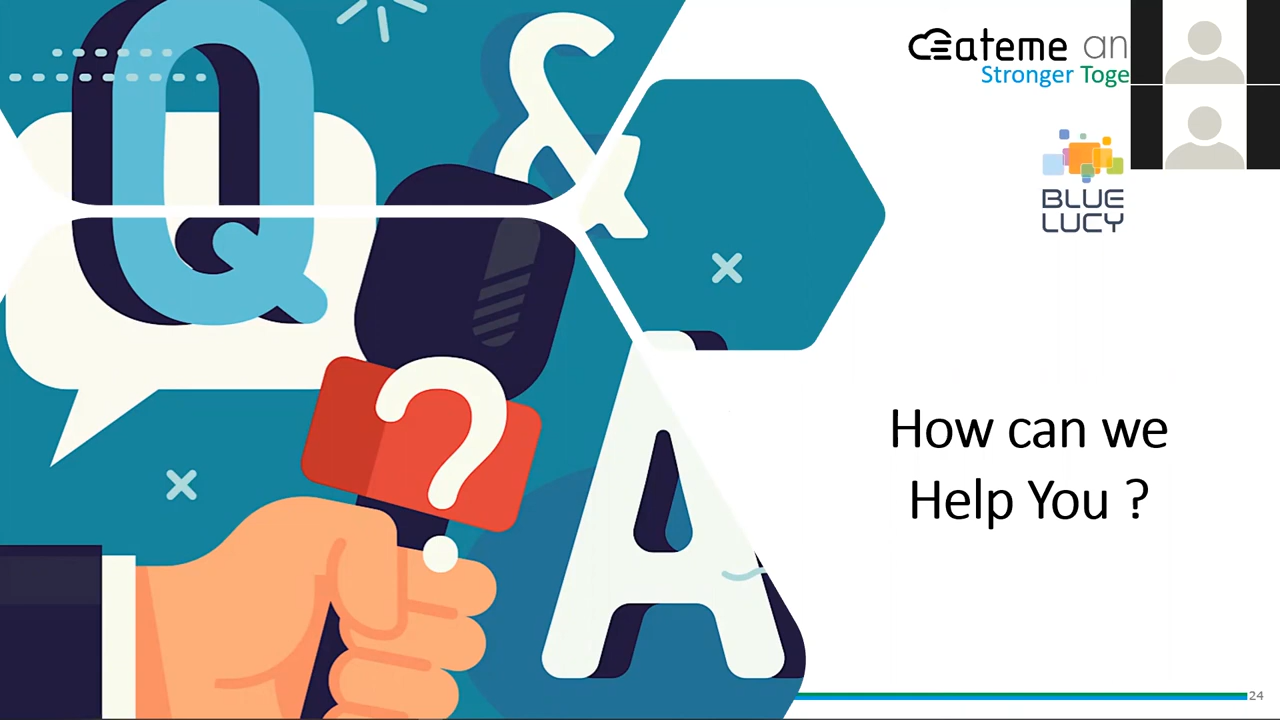 Q & A
?
ateme an
Stronger Toge
BLUE
LUCY
How can we
Help You ?
24